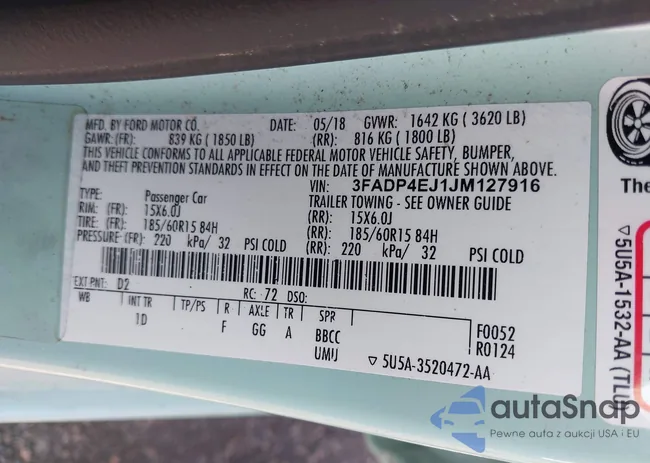 MFD. BY FORD MOTOR CO.
DATE: 05/18 GVWR: 1642 KG ( 3620 LB)
GAWR: (FR): 839 KG ( 1850 LB) (RR): 816 KG ( 1800 LB)
THIS VEHICLE CONFORMS TO ALL APPLICABLE FEDERAL MOTOR VEHICLE SAFETY, BUMPER,
AND THEFT PREVENTION STANDARDS IN EFFECT ON THE DATE OF MANUFACTURE SHOWN ABOVE.
VIN: 3FADP4EJ1JM127916
TYPE: Passenger Car TRAILER TOWING - SEE OWNER GUIDE
RIM: (FR): 15X6.0J (RR): 15X6.0J
TIRE: (FR): 185/60R15 84H (RR): 185/60R15 84H
PRESSURE: (FR): 220 kPa/ 32 PSI COLD (RR): 220 kPa/ 32 PSI COLD
EXT PNT: D2 RC: 72 DSO:
WB INT TR TP/PS R AXLE TR SPR
1D F GG A BBCC F0052
UMIJ R0124
▽ 5U5A-3520472-AA
The
▽5U5A-1532-AA (TLU
autaSnap
Pewne auta z aukcji USA i EU